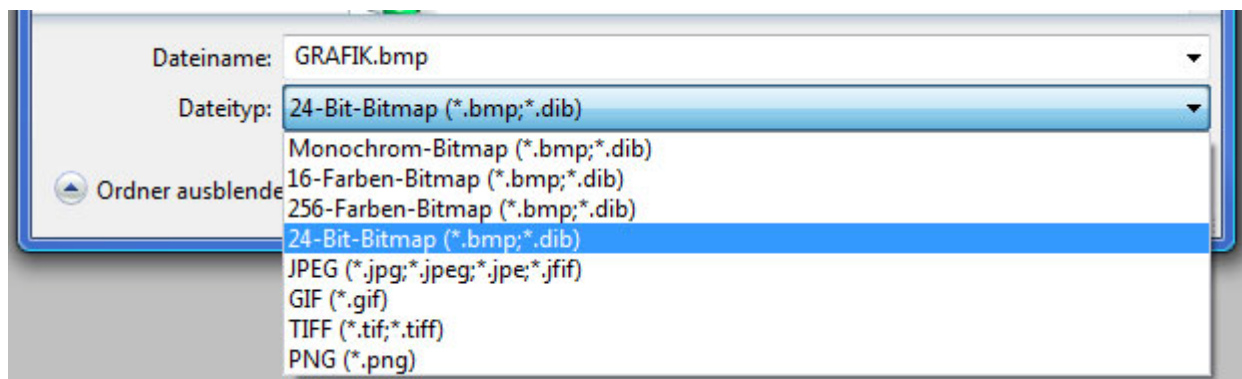 Dateiname: GRAFIK.bmp
Dateityp: 24-Bit-Bitmap (*.bmp;*.dib)
Monochrom-Bitmap (*.bmp;*.dib)
16-Farben-Bitmap (*.bmp;*.dib)
Ordner ausblende
256-Farben-Bitmap (*.bmp;*.dib)
24-Bit-Bitmap (*.bmp;*.dib)
JPEG (*.jpg;*.jpeg;*.jpe;*.jfif)
GIF (*.gif)
TIFF (*.tif;*.tiff)
PNG (*.png)